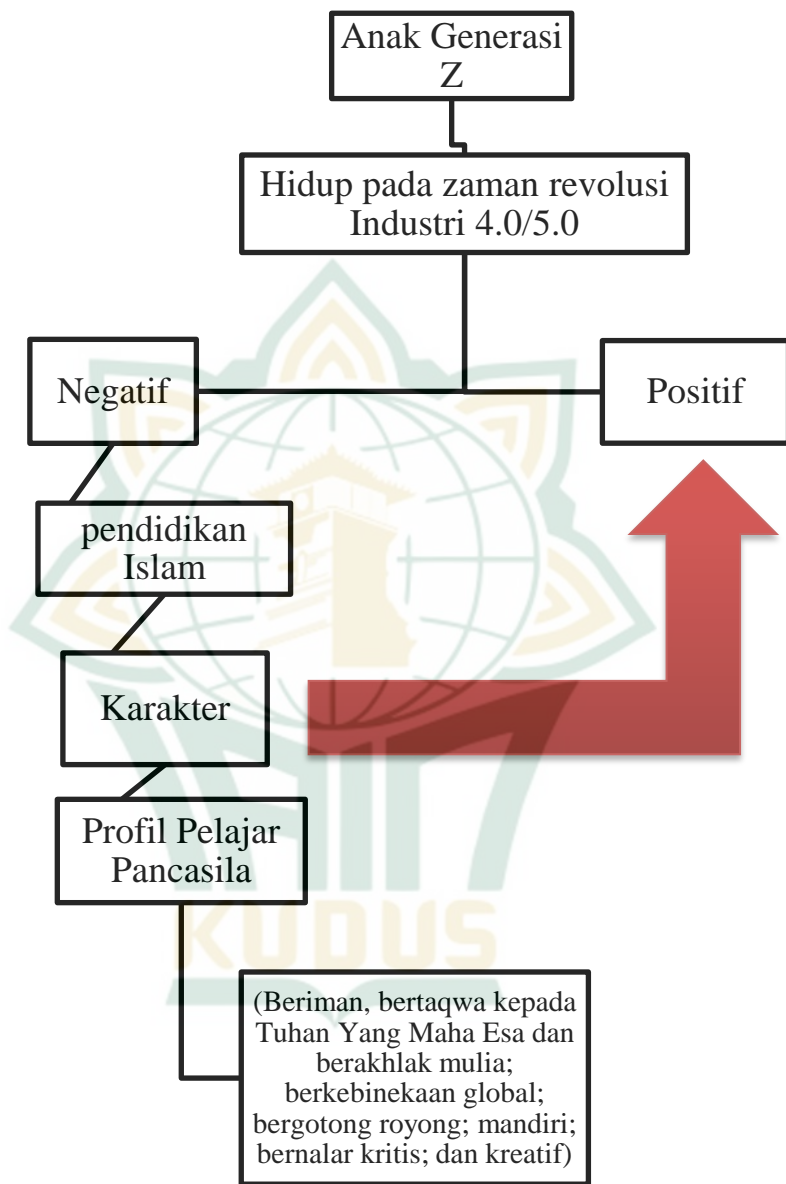 Anak Generasi
Z
Hidup pada zaman revolusi
Industri 4.0/5.0
Negatif
Positif
pendidikan
Islam
Karakter
Profil Pelajar
Pancasila
KUDUS
(Beriman, bertaqwa kepada
Tuhan Yang Maha Esa dan
berakhlak mulia;
berkebinekaan global;
bergotong royong; mandiri;
bernalar kritis; dan kreatif)